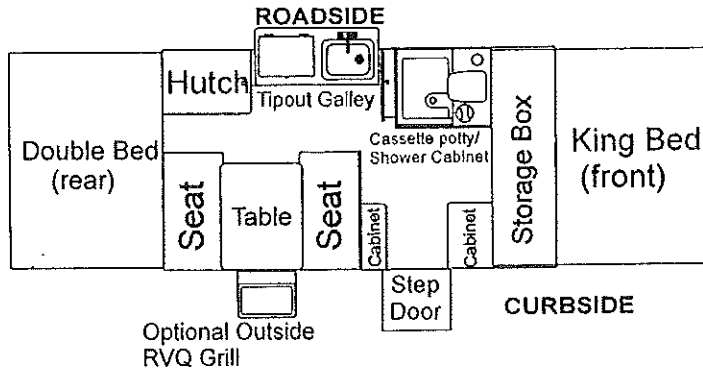 ROADSIDE
Hutch
Tipout Galley
Double Bed
(rear)
Cassette potty/
Shower Cabinet
Storage Box
King Bed
(front)
Seat
Table
Seat
Cabinet
Cabinet
Step
Door
CURBSIDE
Optional Outside
RVQ Grill